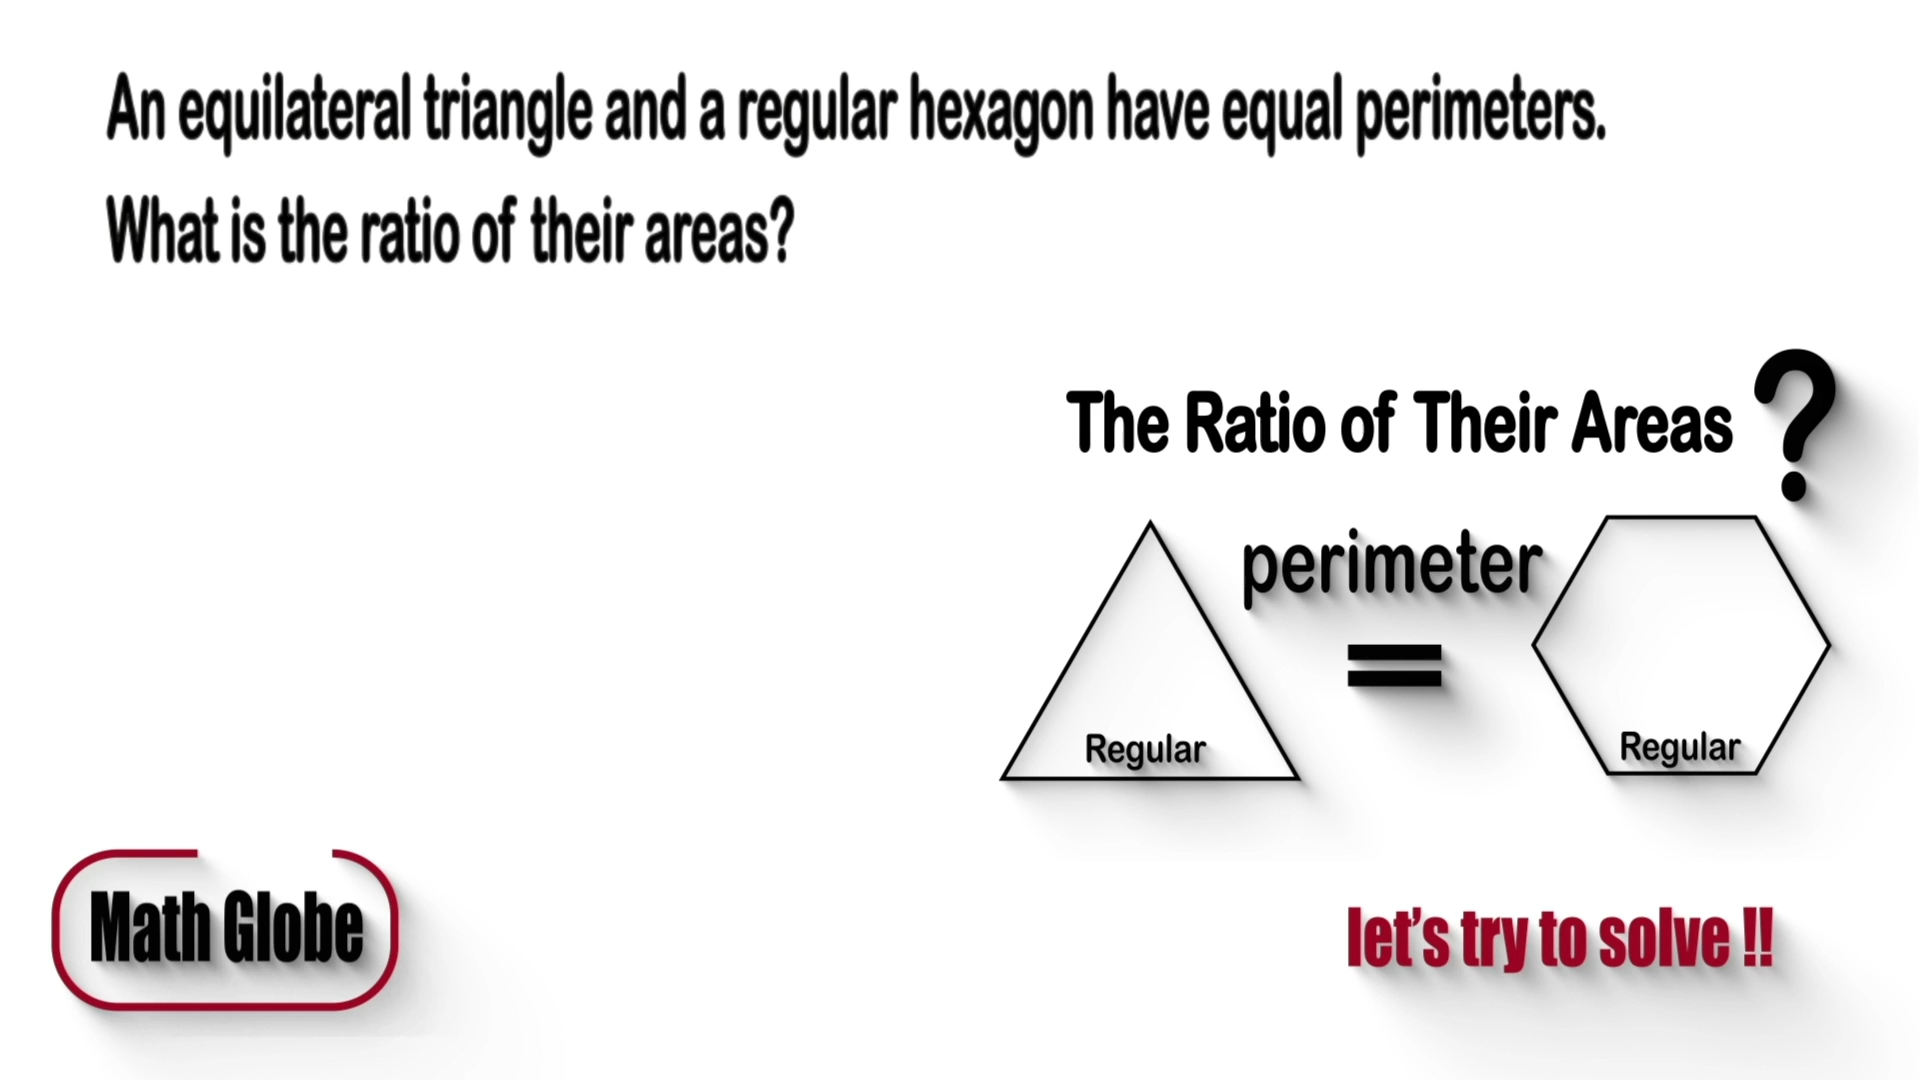 An equilateral triangle and a regular hexagon have equal perimeters.
What is the ratio of their areas?
The Ratio of Their Areas ?
perimeter
=
Regular
Regular
Math Globe
let's try to solve !!